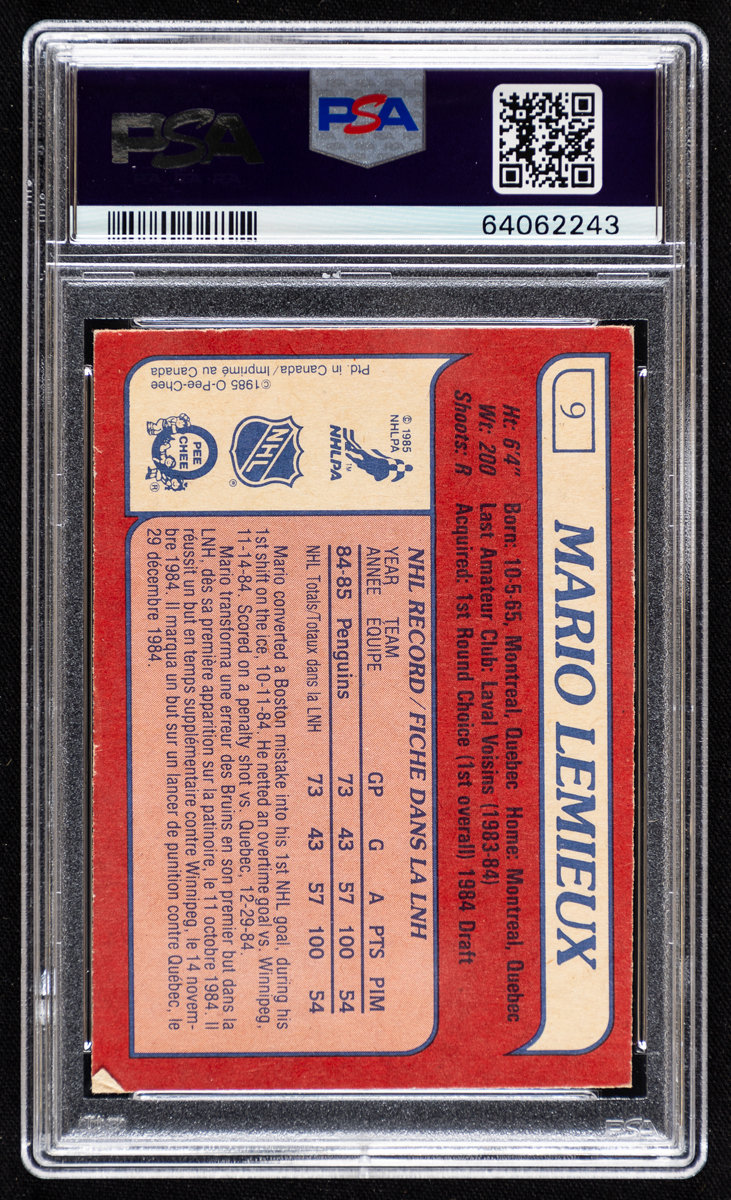 PSA
PSA
64062243
9
MARIO LEMIEUX
Ht: 6'4" Born: 10-5-65, Montreal, Quebec Home: Montreal, Quebec
Wt: 200 Last Amateur Club: Laval Voisins (1983-84)
Shoots: R Acquired: 1st Round Choice (1st overall) 1984 Draft
© 1985
NHLPA
NHLPA™
NHL®
PEE
CHEE
®
©1985 O-Pee-Chee
Ptd. in Canada/Imprimé au Canada
NHL RECORD/FICHE DANS LA LNH
YEAR TEAM
ANNÉE ÉQUIPE GP G A PTS PIM
84-85 Penguins 73 43 57 100 54
NHL Totals/Totaux dans la LNH 73 43 57 100 54
Mario converted a Boston mistake into his 1st NHL goal, during his
1st shift on the ice, 10-11-84. He netted an overtime goal vs. Winnipeg,
11-14-84. Scored on a penalty shot vs. Quebec, 12-29-84.
Mario transforma une erreur des Bruins en son premier but dans la
LNH, dès sa première apparition sur la patinoire, le 11 octobre 1984. Il
réussit un but en temps supplémentaire contre Winnipeg, le 14 novem-
bre 1984. Il marqua un but sur un lancer de punition contre Québec, le
29 décembre 1984.
PSA